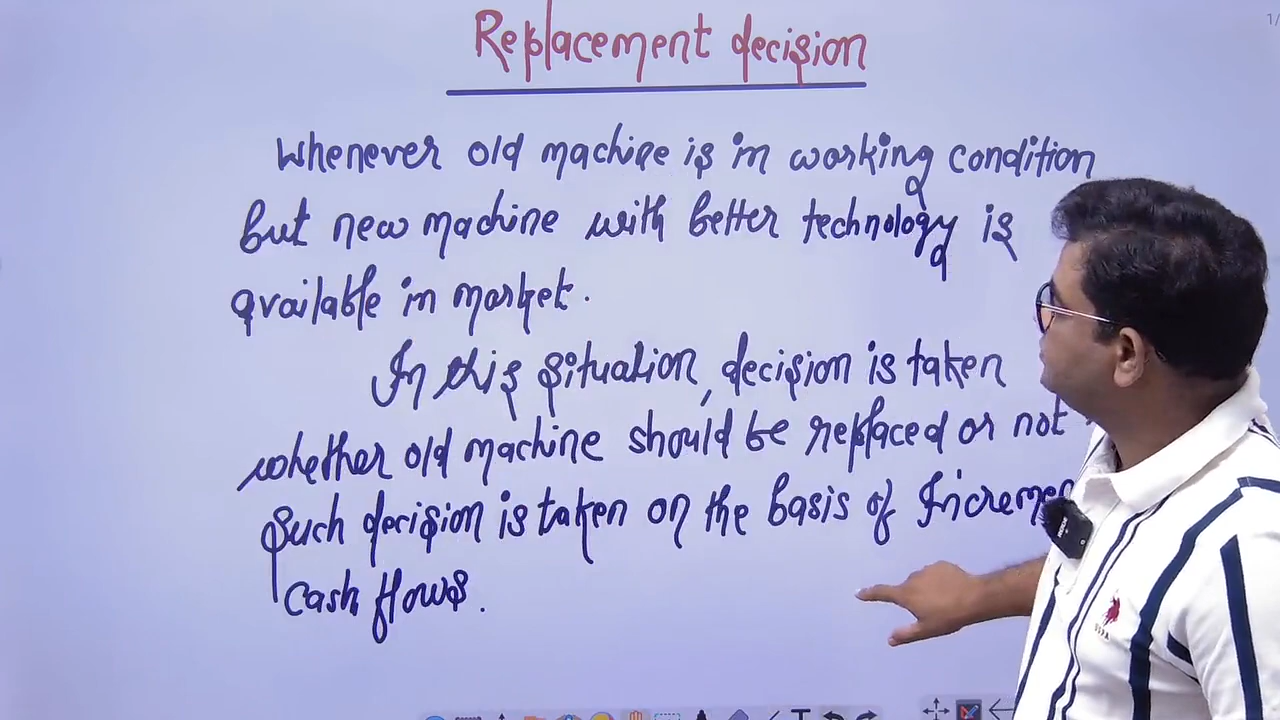 Replacement decision
Whenever old machine is in working condition
but new machine with better technology is
available in market.
In this situation, decision is taken
whether old machine should be replaced or not
Such decision is taken on the basis of
cash flows.
1/